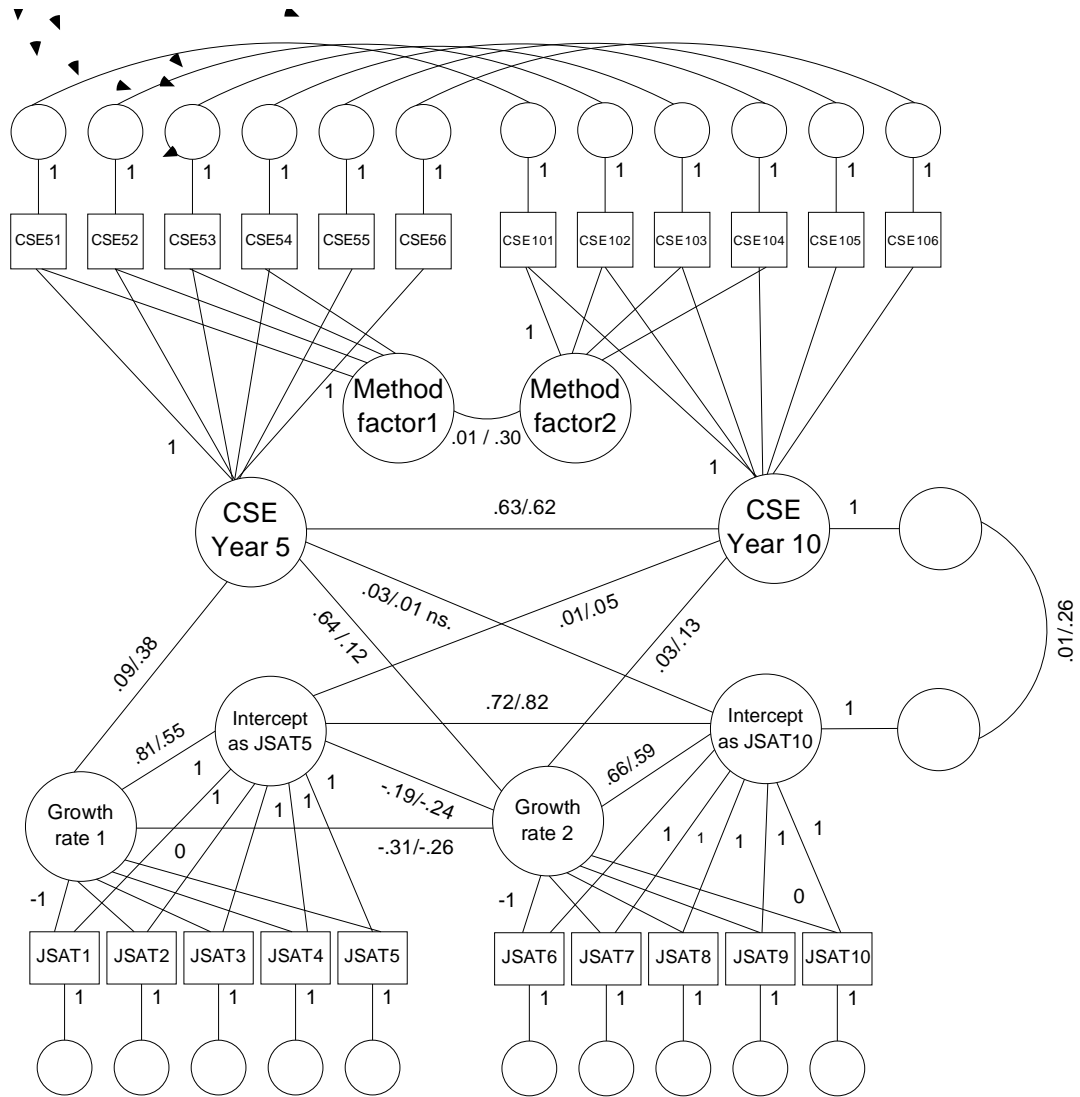 1 1 1 1 1 1 1 1 1 1 1 1
CSE51 CSE52 CSE53 CSE54 CSE55 CSE56 CSE101 CSE102 CSE103 CSE104 CSE105 CSE106
1
Method
factor1
1
Method
factor2
.01 / .30
1
1
CSE
Year 5
.63/.62
CSE
Year 10
1
.03/.01 ns.
.01/.05
.64/.12
.03/.13
.09/.38
.01/.26
Intercept
as JSAT5
.72/.82
Intercept
as JSAT10
1
.81/.55
.66/.59
1 1 1 1 1
-.19/-.24
Growth
rate 1
Growth
rate 2
-.31/-.26
1 1 1 1 1
0
-1
-1
0
JSAT1 JSAT2 JSAT3 JSAT4 JSAT5 JSAT6 JSAT7 JSAT8 JSAT9 JSAT10
1 1 1 1 1 1 1 1 1 1